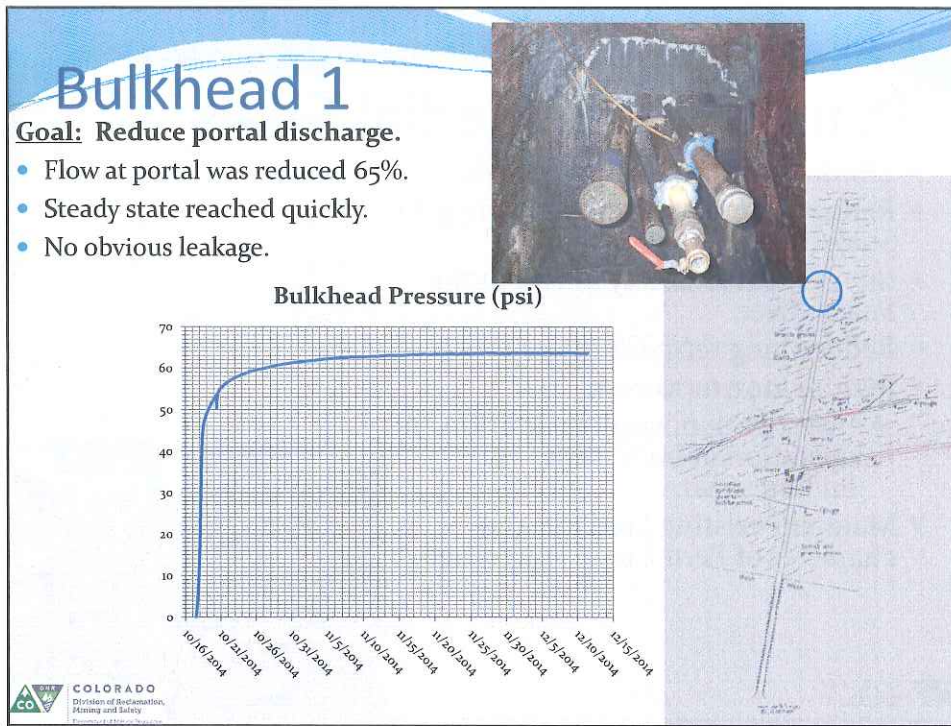 Bulkhead 1
Goal: Reduce portal discharge.
• Flow at portal was reduced 65%.
• Steady state reached quickly.
• No obvious leakage.
Bulkhead Pressure (psi)
70
60
50
40
30
20
10
0
10/16/2014
10/21/2014
10/26/2014
10/31/2014
11/5/2014
11/10/2014
11/15/2014
11/20/2014
11/25/2014
11/30/2014
12/5/2014
12/10/2014
12/15/2014
CO
DNR
COLORADO
Division of Reclamation,
Mining and Safety